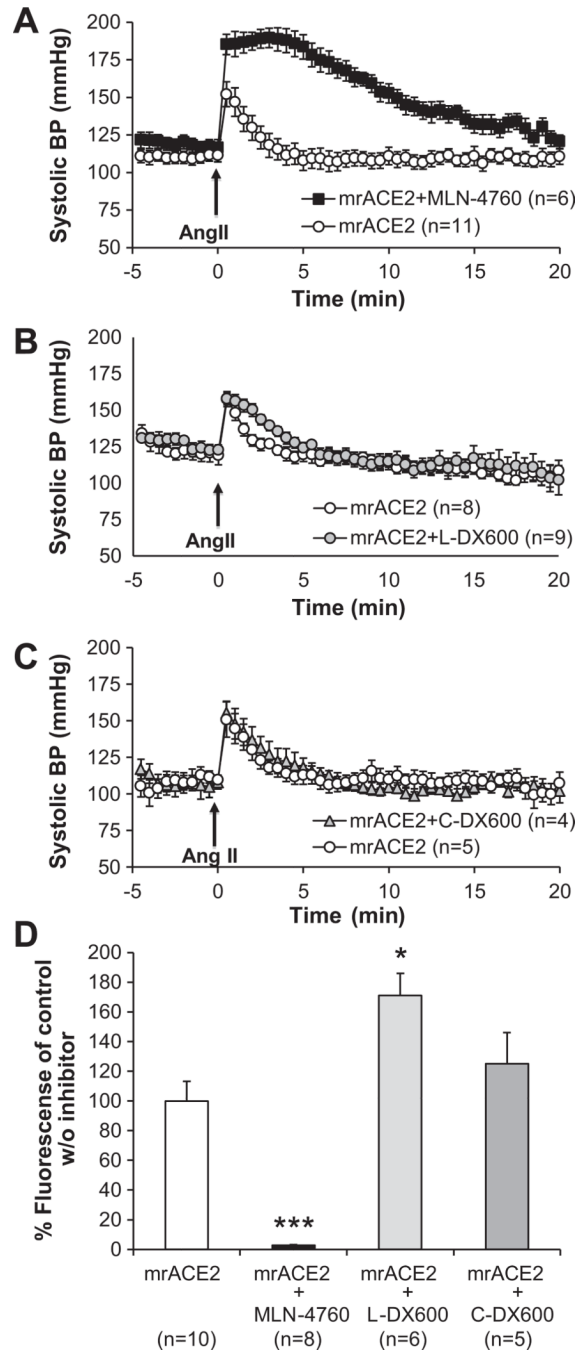 A
Systolic BP (mmHg)
200
175
150
125
100
75
50
AngII
mrACE2+MLN-4760 (n=6)
mrACE2 (n=11)
-5 0 5 10 15 20
Time (min)
B
Systolic BP (mmHg)
200
175
150
125
100
75
50
AngII
mrACE2 (n=8)
mrACE2+L-DX600 (n=9)
-5 0 5 10 15 20
Time (min)
C
Systolic BP (mmHg)
200
175
150
125
100
75
50
Ang II
mrACE2+C-DX600 (n=4)
mrACE2 (n=5)
-5 0 5 10 15 20
Time (min)
D
% Fluorescense of control
w/o inhibitor
200
180
160
140
120
100
80
60
40
20
0
***
*
mrACE2 mrACE2 mrACE2 mrACE2
+ + +
MLN-4760 L-DX600 C-DX600
(n=10) (n=8) (n=6) (n=5)